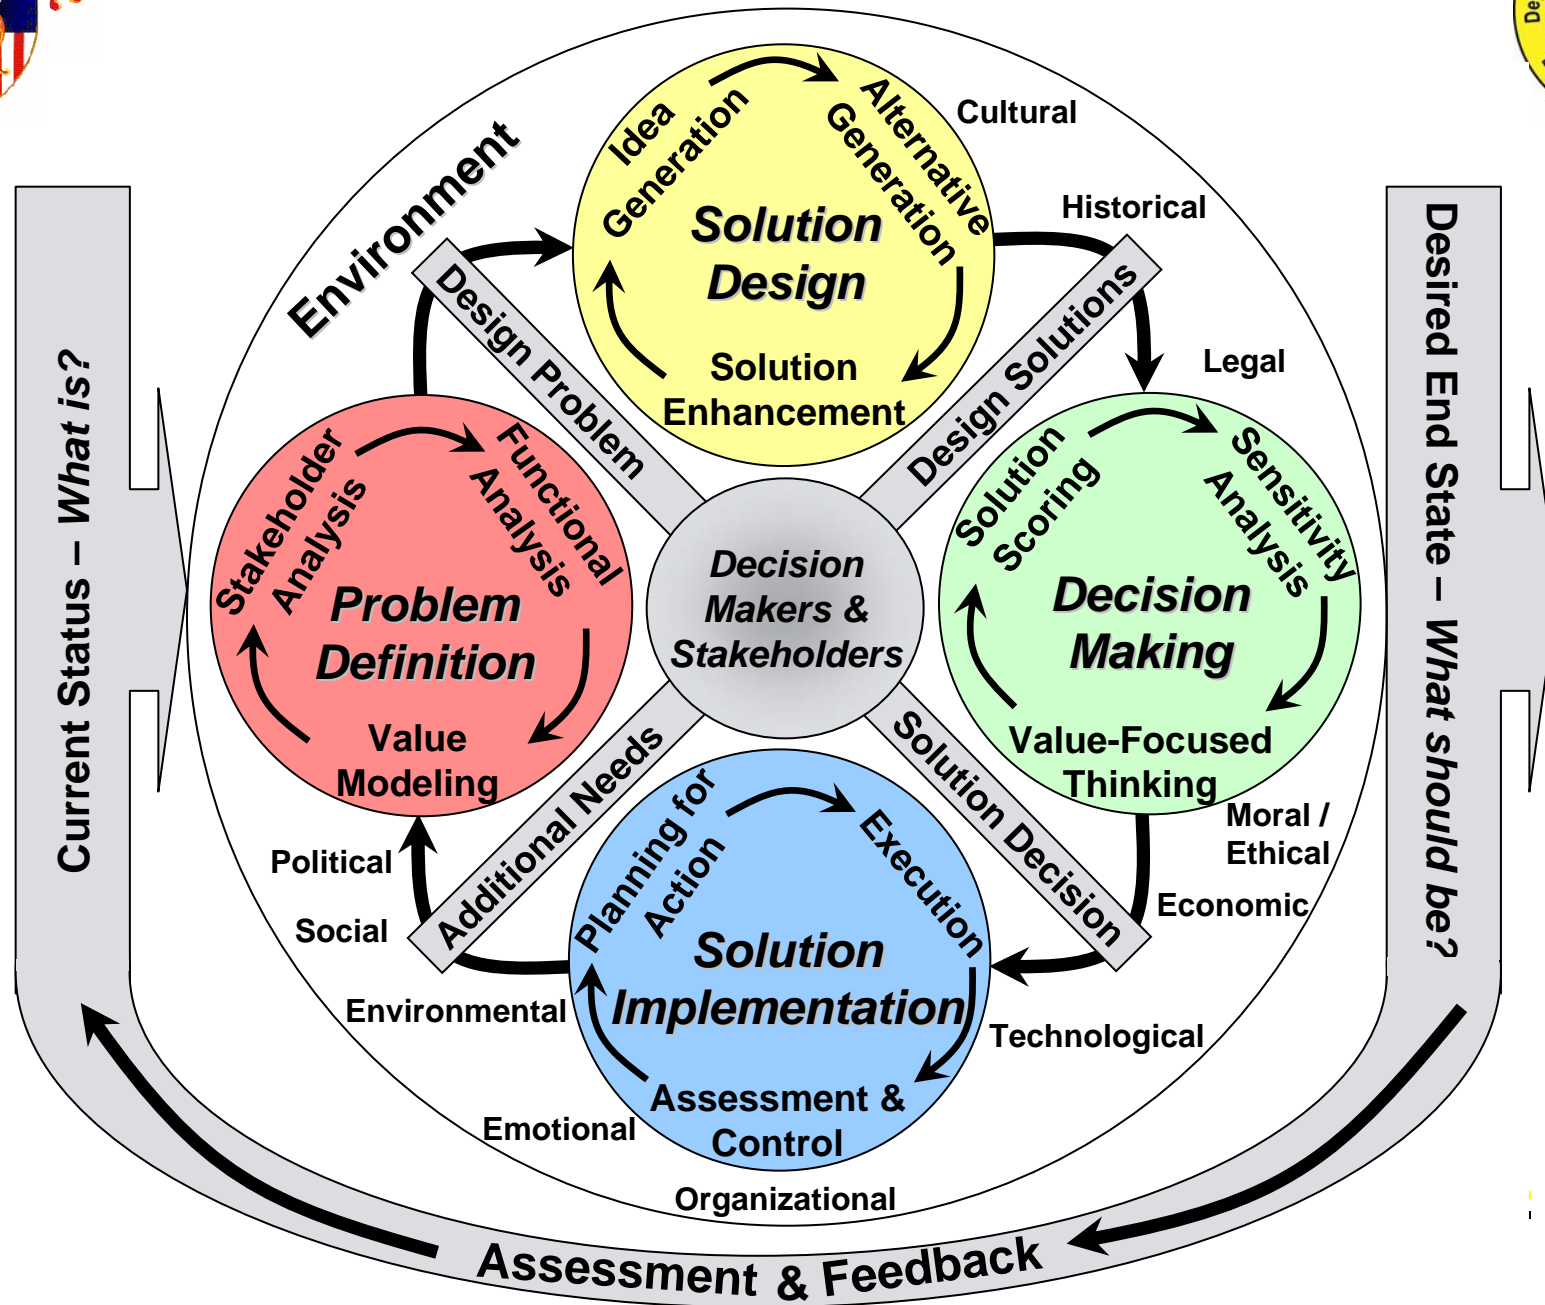 De
Environment
Cultural
Historical
Legal
Moral /
Ethical
Economic
Technological
Organizational
Emotional
Environmental
Social
Political
Current Status – What is?
Desired End State – What should be?
Assessment & Feedback
Idea
Generation
Alternative
Generation
Solution
Design
Solution
Enhancement
Design Problem
Design Solutions
Stakeholder
Analysis
Functional
Analysis
Problem
Definition
Value
Modeling
Decision
Makers &
Stakeholders
Solution
Scoring
Sensitivity
Analysis
Decision
Making
Value-Focused
Thinking
Additional Needs
Solution Decision
Planning for
Action
Execution
Solution
Implementation
Assessment &
Control